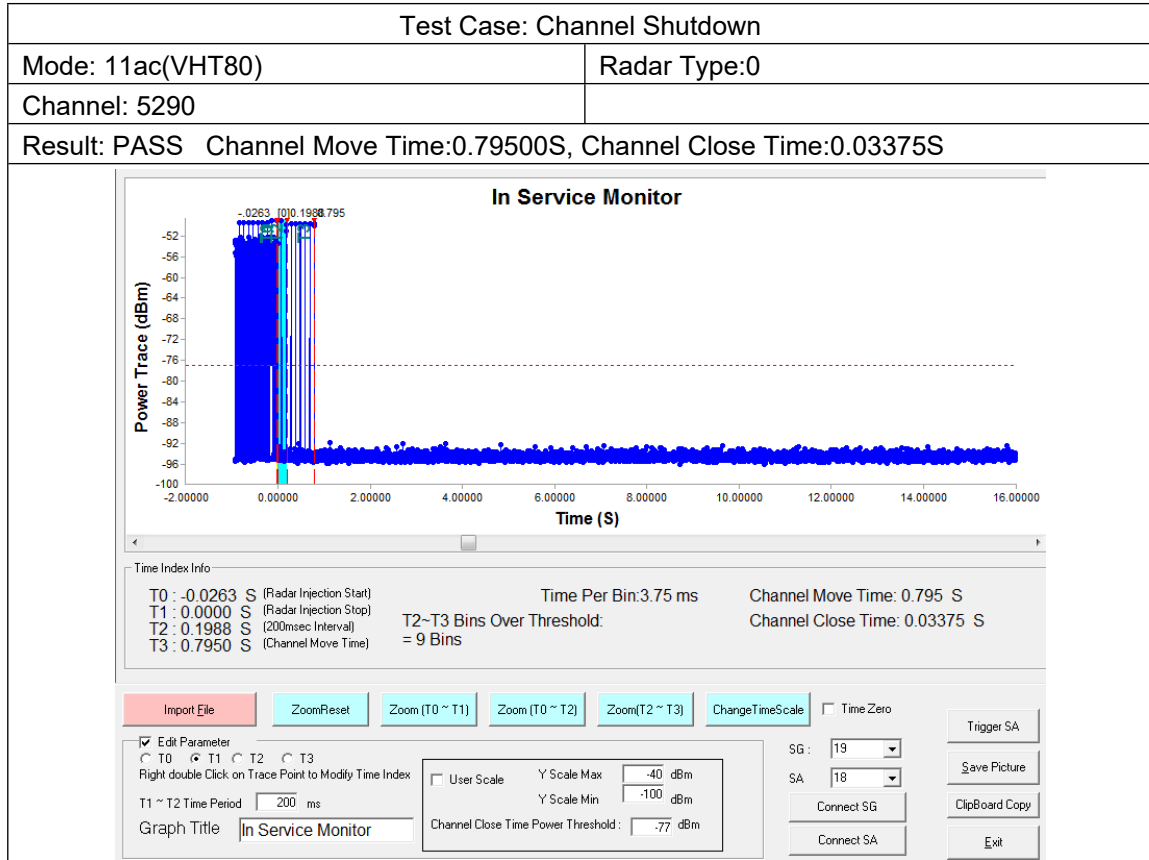 Test Case: Channel Shutdown
Mode: 11ac(VHT80) Radar Type:0
Channel: 5290
Result: PASS Channel Move Time:0.79500S, Channel Close Time:0.03375S
In Service Monitor
-.0263 [0] 0.1988 0.795
-52
-56
-60
-64
-68
-72
-76
-80
-84
-88
-92
-96
-100
Power Trace (dBm)
-2.00000 0.00000 2.00000 4.00000 6.00000 8.00000 10.00000 12.00000 14.00000 16.00000
Time (S)
Time Index Info
T0 : -0.0263 S (Radar Injection Start)
T1 : 0.0000 S (Radar Injection Stop)
T2 : 0.1988 S (200msec Interval)
T3 : 0.7950 S (Channel Move Time)
Time Per Bin:3.75 ms
T2~T3 Bins Over Threshold:
= 9 Bins
Channel Move Time: 0.795 S
Channel Close Time: 0.03375 S
Import File ZoomReset Zoom (T0 ~ T1) Zoom (T0 ~ T2) Zoom(T2 ~ T3) ChangeTimeScale Time Zero
Edit Parameter
T0 T1 T2 T3
Right double Click on Trace Point to Modify Time Index
T1 ~ T2 Time Period 200 ms
Graph Title In Service Monitor
User Scale Y Scale Max -40 dBm
Y Scale Min -100 dBm
Channel Close Time Power Threshold : -77 dBm
SG : 19
SA 18
Connect SG
Connect SA
Trigger SA
Save Picture
ClipBoard Copy
Exit